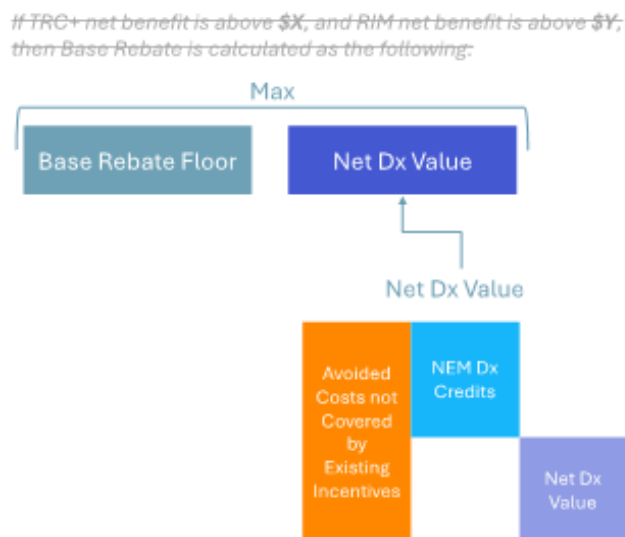 If TRC+ net benefit is above $X, and RIM net benefit is above $Y,
then Base Rebate is calculated as the following:
Max
Base Rebate Floor
Net Dx Value
Net Dx Value
Avoided
Costs not
Covered
by
Existing
Incentives
NEM Dx
Credits
Net Dx
Value